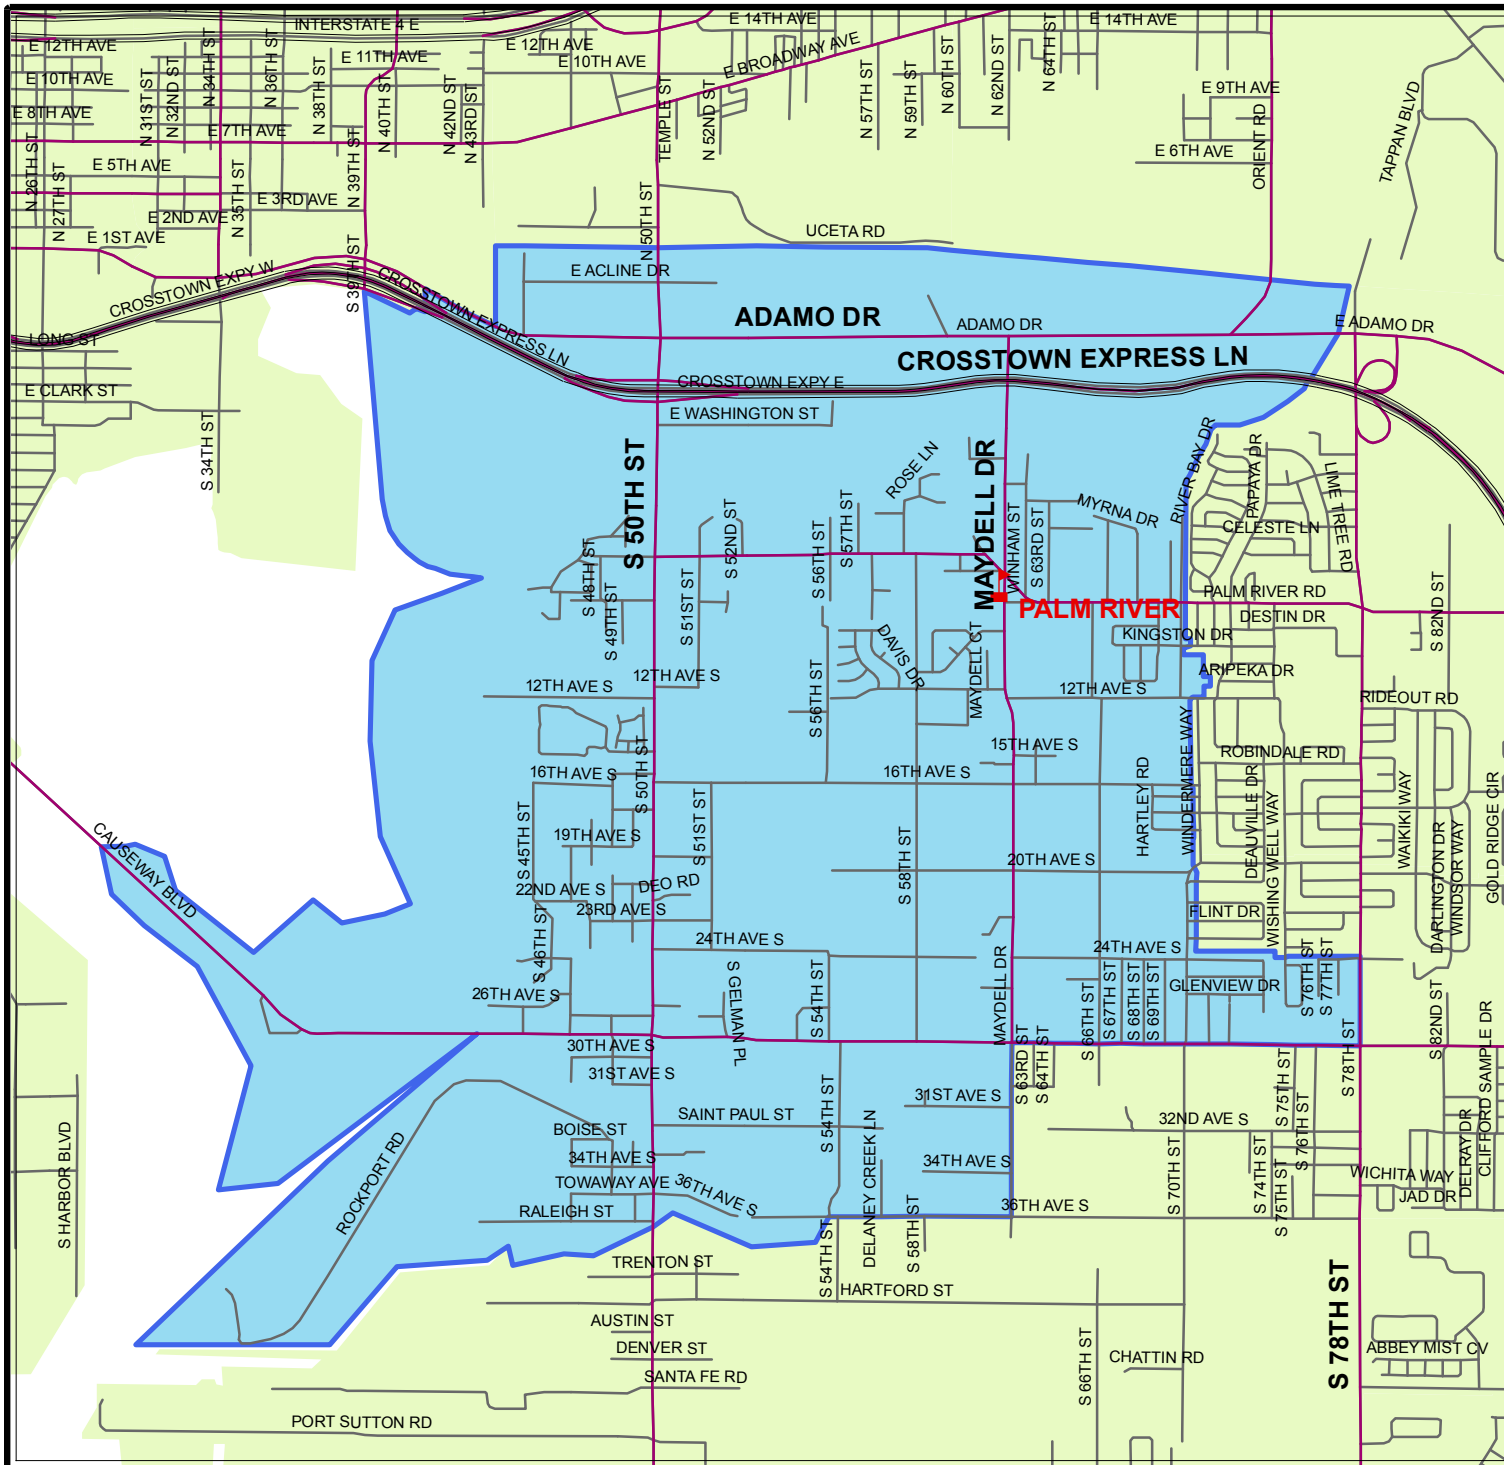 INTERSTATE 4 E
E 14TH AVE
E 14TH AVE
E 12TH AVE
E 11TH AVE
E 12TH AVE
E 10TH AVE
E BROADWAY AVE
E 10TH AVE
E 9TH AVE
E 8TH AVE
E 7TH AVE
E 6TH AVE
E 5TH AVE
E 3RD AVE
E 2ND AVE
E 1ST AVE
N 26TH ST
N 27TH ST
N 31ST ST
N 32ND ST
N 34TH ST
N 35TH ST
N 36TH ST
N 38TH ST
N 39TH ST
N 40TH ST
N 42ND ST
N 43RD ST
TEMPLE ST
N 50TH ST
N 52ND ST
N 57TH ST
N 59TH ST
N 60TH ST
N 62ND ST
N 64TH ST
ORIENT RD
TAPPAN BLVD
UCETA RD
E ACLINE DR
CROSSTOWN EXPY W
S 39TH ST
CROSSTOWN EXPRESS LN
ADAMO DR
ADAMO DR
E ADAMO DR
CROSSTOWN EXPRESS LN
CROSSTOWN EXPY E
LONG ST
E CLARK ST
S 34TH ST
E WASHINGTON ST
S 50TH ST
MAYDELL DR
ROSE LN
RIVER BAY DR
PAPAYA DR
LIME TREE RD
CELESTE LN
MYRNA DR
WINHAM ST
S 63RD ST
S 48TH ST
S 49TH ST
S 51ST ST
S 52ND ST
S 56TH ST
S 57TH ST
PALM RIVER
PALM RIVER RD
DESTIN DR
KINGSTON DR
ARIPEKA DR
S 82ND ST
DAVIS DR
MAYDELL CT
12TH AVE S
12TH AVE S
12TH AVE S
S 56TH ST
RIDEOUT RD
15TH AVE S
ROBINDALE RD
16TH AVE S
16TH AVE S
S 50TH ST
S 45TH ST
S 51ST ST
HARTLEY RD
WINDERMERE WAY
DEAUVILLE DR
WISHING WELL WAY
WAIKIKI WAY
DARLINGTON DR
WINDSOR WAY
GOLD RIDGE CIR
19TH AVE S
20TH AVE S
S 58TH ST
CAUSEWAY BLVD
22ND AVE S
DEO RD
23RD AVE S
FLINT DR
24TH AVE S
24TH AVE S
S 46TH ST
26TH AVE S
S GELMAN PL
S 54TH ST
MAYDELL DR
S 66TH ST
S 67TH ST
S 68TH ST
S 69TH ST
GLENVIEW DR
S 76TH ST
S 77TH ST
S 78TH ST
S 82ND ST
CLIFFORD SAMPLE DR
30TH AVE S
31ST AVE S
S 63RD ST
S 64TH ST
31ST AVE S
S 75TH ST
S 76TH ST
32ND AVE S
SAINT PAUL ST
S 54TH ST
BOISE ST
34TH AVE S
34TH AVE S
DELANEY CREEK LN
S 70TH ST
S 74TH ST
S 75TH ST
WICHITA WAY
DELRAY DR
JAD DR
S HARBOR BLVD
ROCKPORT RD
TOWAWAY AVE
36TH AVE S
36TH AVE S
RALEIGH ST
S 54TH ST
S 58TH ST
TRENTON ST
HARTFORD ST
AUSTIN ST
DENVER ST
SANTA FE RD
S 66TH ST
CHATTIN RD
S 78TH ST
ABBEY MIST CV
PORT SUTTON RD